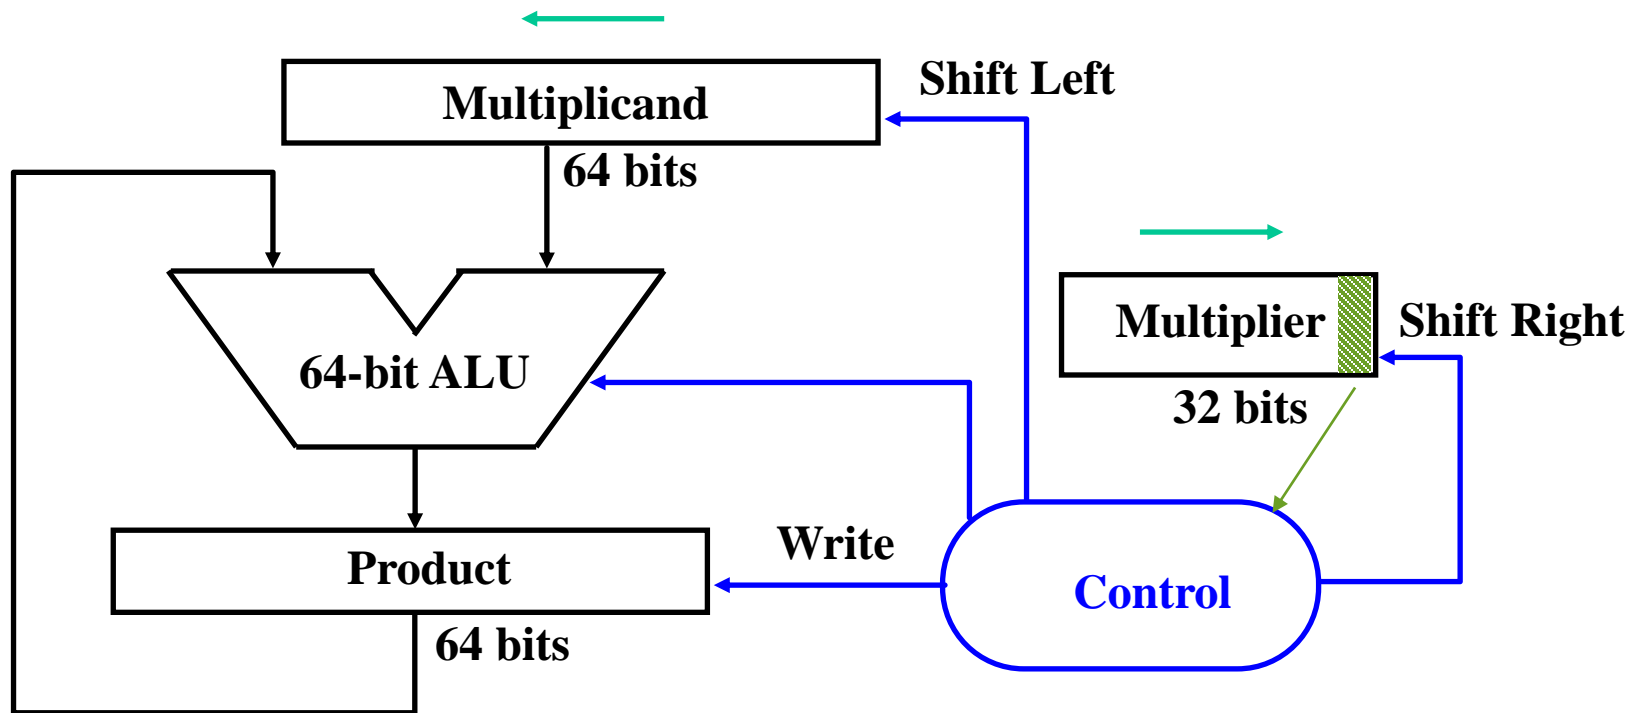 Shift Left
Multiplicand
64 bits
Multiplier
Shift Right
64-bit ALU
32 bits
Write
Product
Control
64 bits